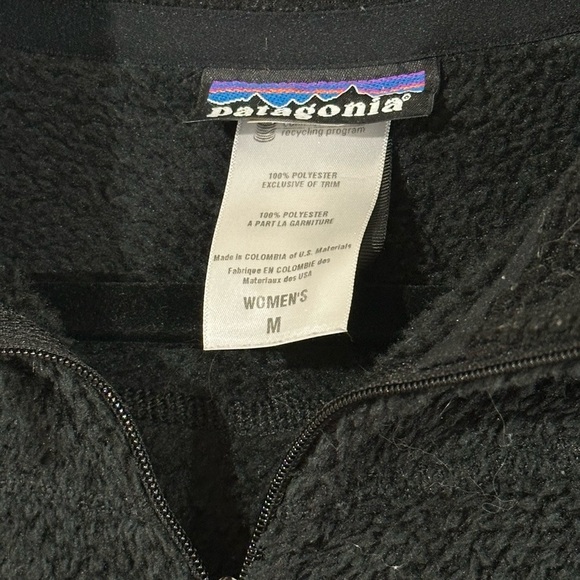 patagonia®
recycling program
100% POLYESTER
EXCLUSIVE OF TRIM
100% POLYESTER
A PART LA GARNITURE
Made in COLOMBIA of U.S. Materials
Fabrique EN COLOMBIE des
Materiaux des USA
WOMEN'S
M